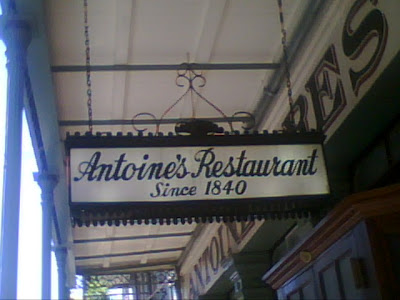 Antoine's Restaurant
Since 1840